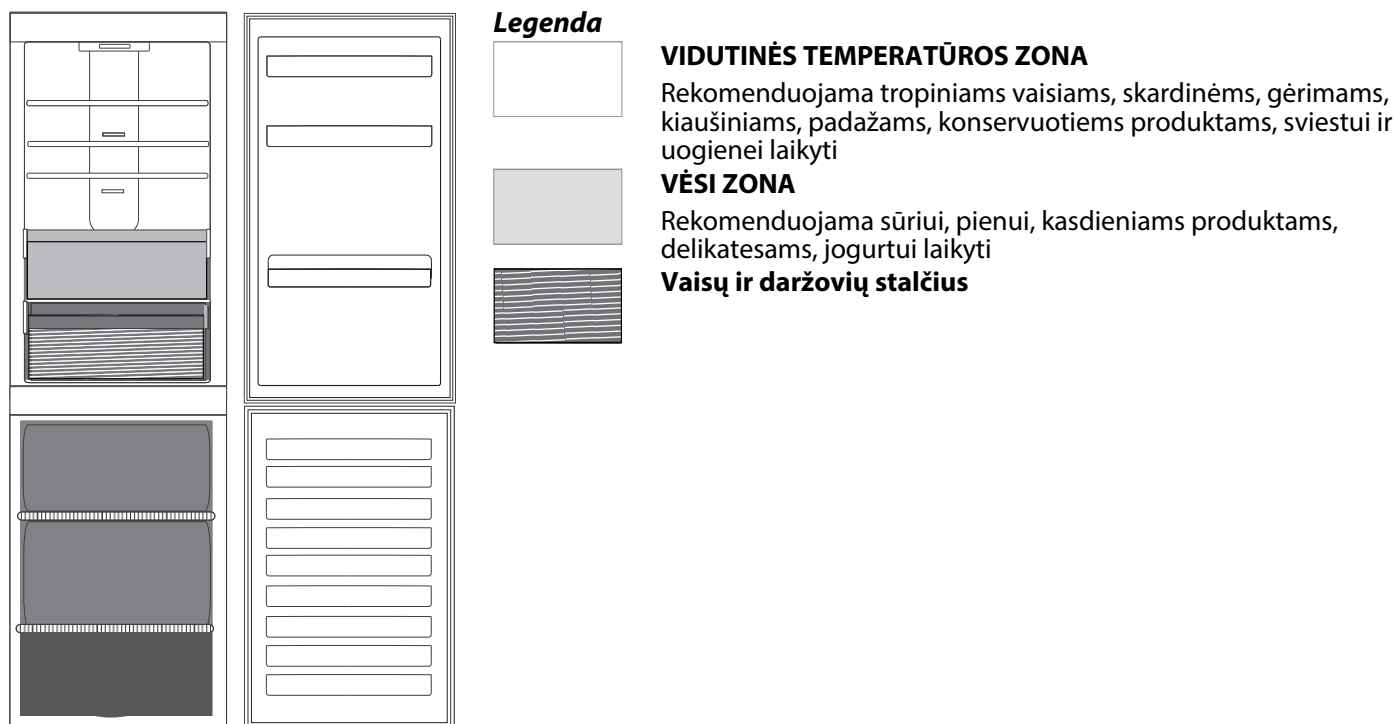 Legenda
VIDUTINĖS TEMPERATŪROS ZONA
Rekomenduojama tropiniams vaisiams, skardinėms, gėrimams,
kiaušiniams, padažams, konservuotiems produktams, sviestui ir
uogienei laikyti
VĖSI ZONA
Rekomenduojama sūriui, pienui, kasdieniams produktams,
delikatesams, jogurtui laikyti
Vaisų ir daržovių stalčius